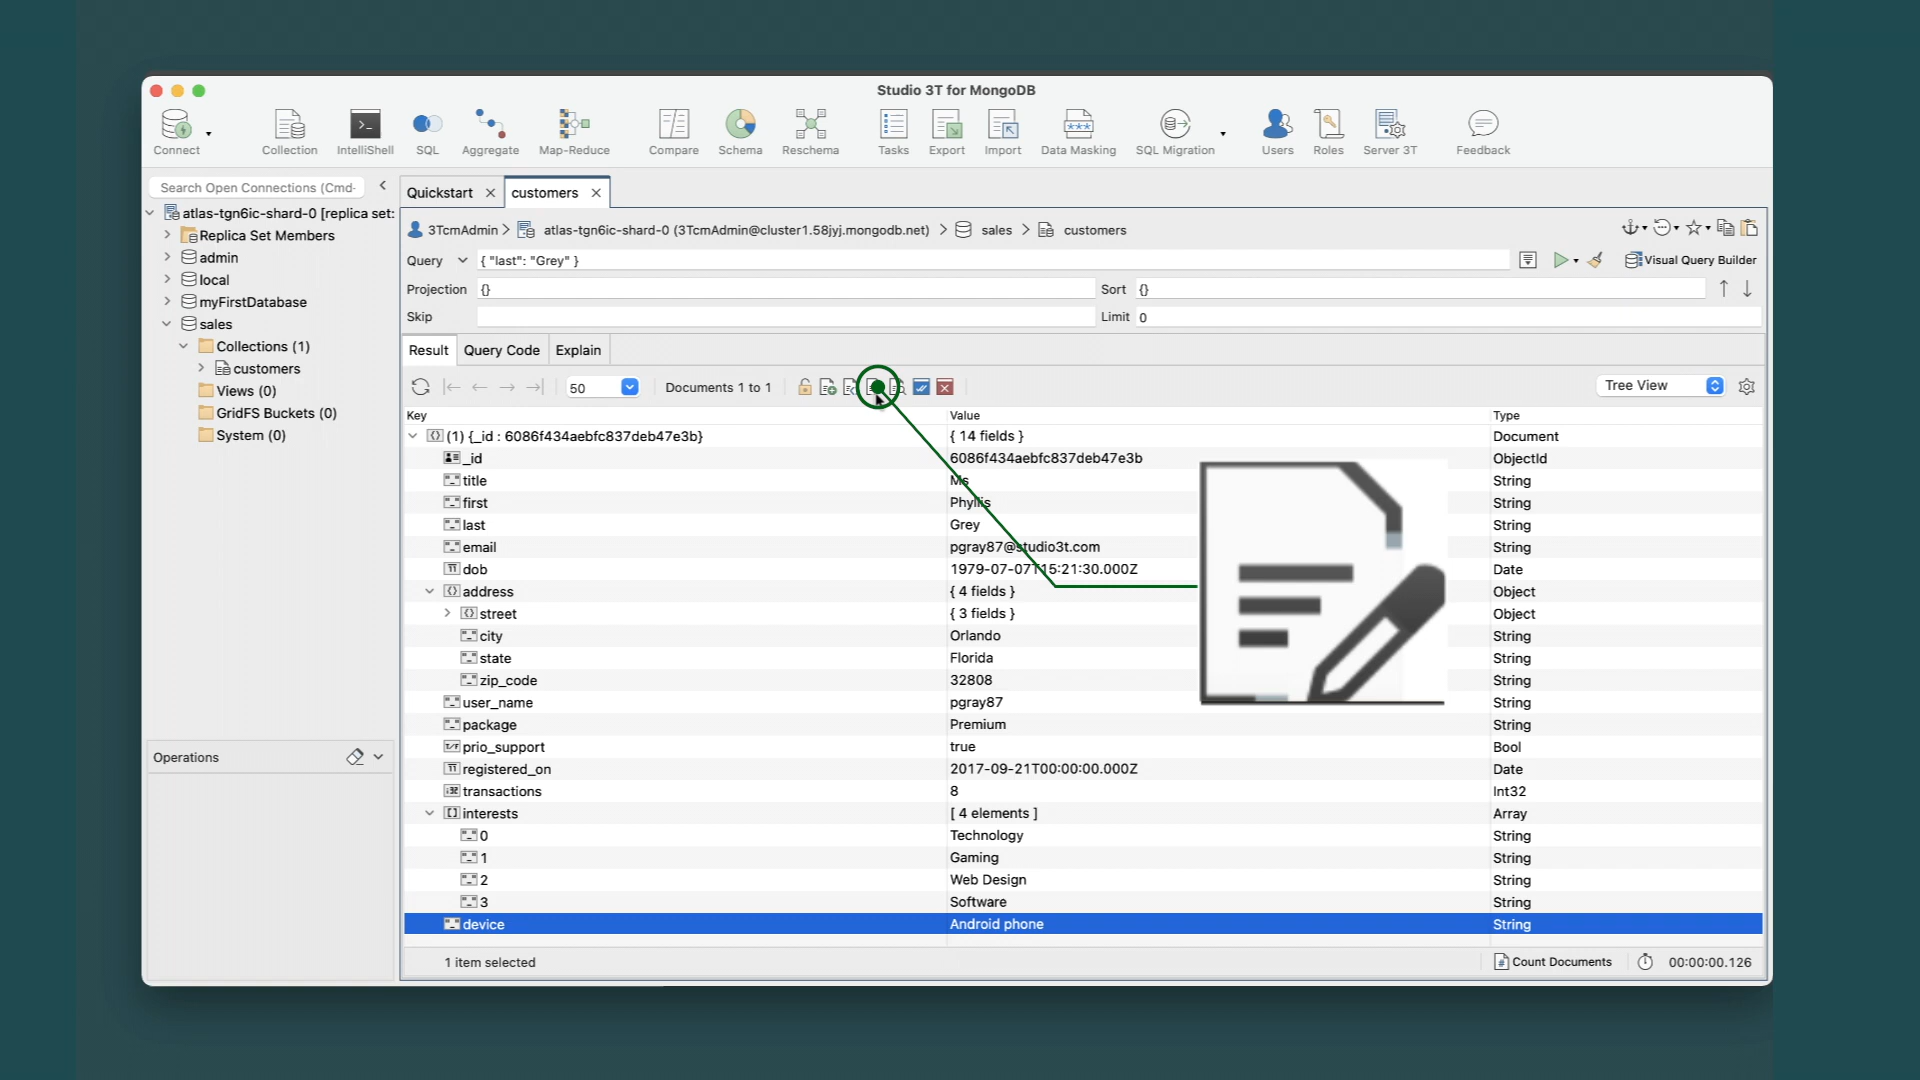 Studio 3T for MongoDB
Connect
Collection
IntelliShell
SQL
Aggregate
Map-Reduce
Compare
Schema
Reschema
Tasks
Export
Import
Data Masking
SQL Migration
Users
Roles
Server 3T
Feedback
Search Open Connections (Cmd-
atlas-tgn6ic-shard-0 [replica set:
Replica Set Members
admin
local
myFirstDatabase
sales
Collections (1)
customers
Views (0)
GridFS Buckets (0)
System (0)
Operations
Quickstart
customers
3TcmAdmin
atlas-tgn6ic-shard-0 (3TcmAdmin@cluster1.58jyj.mongodb.net)
sales
customers
Query { "last": "Grey" }
Visual Query Builder
Projection {}
Sort {}
Skip
Limit 0
Result
Query Code
Explain
50
Documents 1 to 1
Tree View
Key Value Type
(1) {_id : 6086f434aebfc837deb47e3b} { 14 fields } Document
_id 6086f434aebfc837deb47e3b ObjectId
title Ms String
first Phyllis String
last Grey String
email pgray87@studio3t.com String
dob 1979-07-07T15:21:30.000Z Date
address { 4 fields } Object
street { 3 fields } Object
city Orlando String
state Florida String
zip_code 32808 String
user_name pgray87 String
package Premium String
prio_support true Bool
registered_on 2017-09-21T00:00:00.000Z Date
transactions 8 Int32
interests [ 4 elements ] Array
0 Technology String
1 Gaming String
2 Web Design String
3 Software String
device Android phone String
1 item selected
Count Documents
00:00:00.126